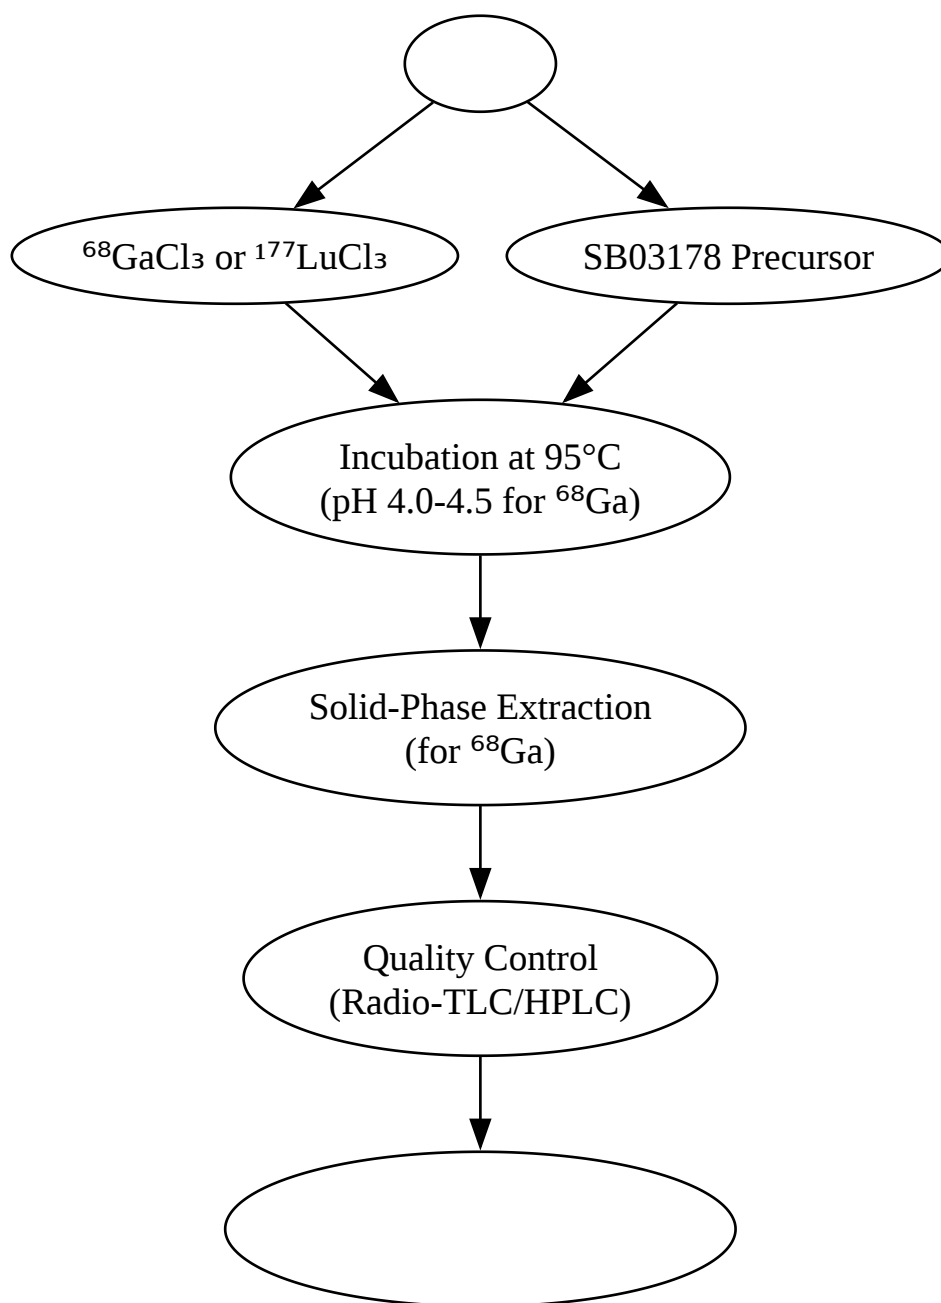 ⁶⁸GaCl₃ or ¹⁷⁷LuCl₃
SB03178 Precursor
Incubation at 95°C
(pH 4.0-4.5 for ⁶⁸Ga)
Solid-Phase Extraction
(for ⁶⁸Ga)
Quality Control
(Radio-TLC/HPLC)